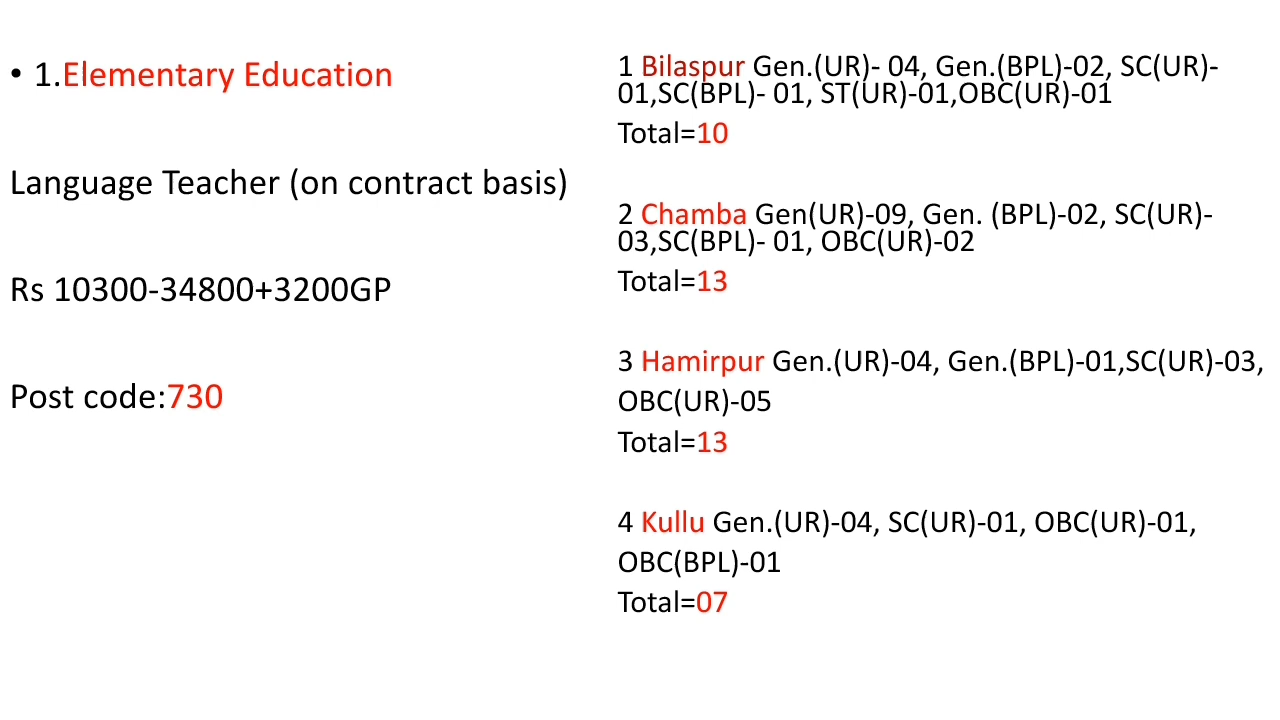 • 1.Elementary Education
Language Teacher (on contract basis)
Rs 10300-34800+3200GP
Post code:730
1 Bilaspur Gen.(UR)- 04, Gen.(BPL)-02, SC(UR)-
01,SC(BPL)- 01, ST(UR)-01,OBC(UR)-01
Total=10
2 Chamba Gen(UR)-09, Gen. (BPL)-02, SC(UR)-
03,SC(BPL)- 01, OBC(UR)-02
Total=13
3 Hamirpur Gen.(UR)-04, Gen.(BPL)-01,SC(UR)-03,
OBC(UR)-05
Total=13
4 Kullu Gen.(UR)-04, SC(UR)-01, OBC(UR)-01,
OBC(BPL)-01
Total=07